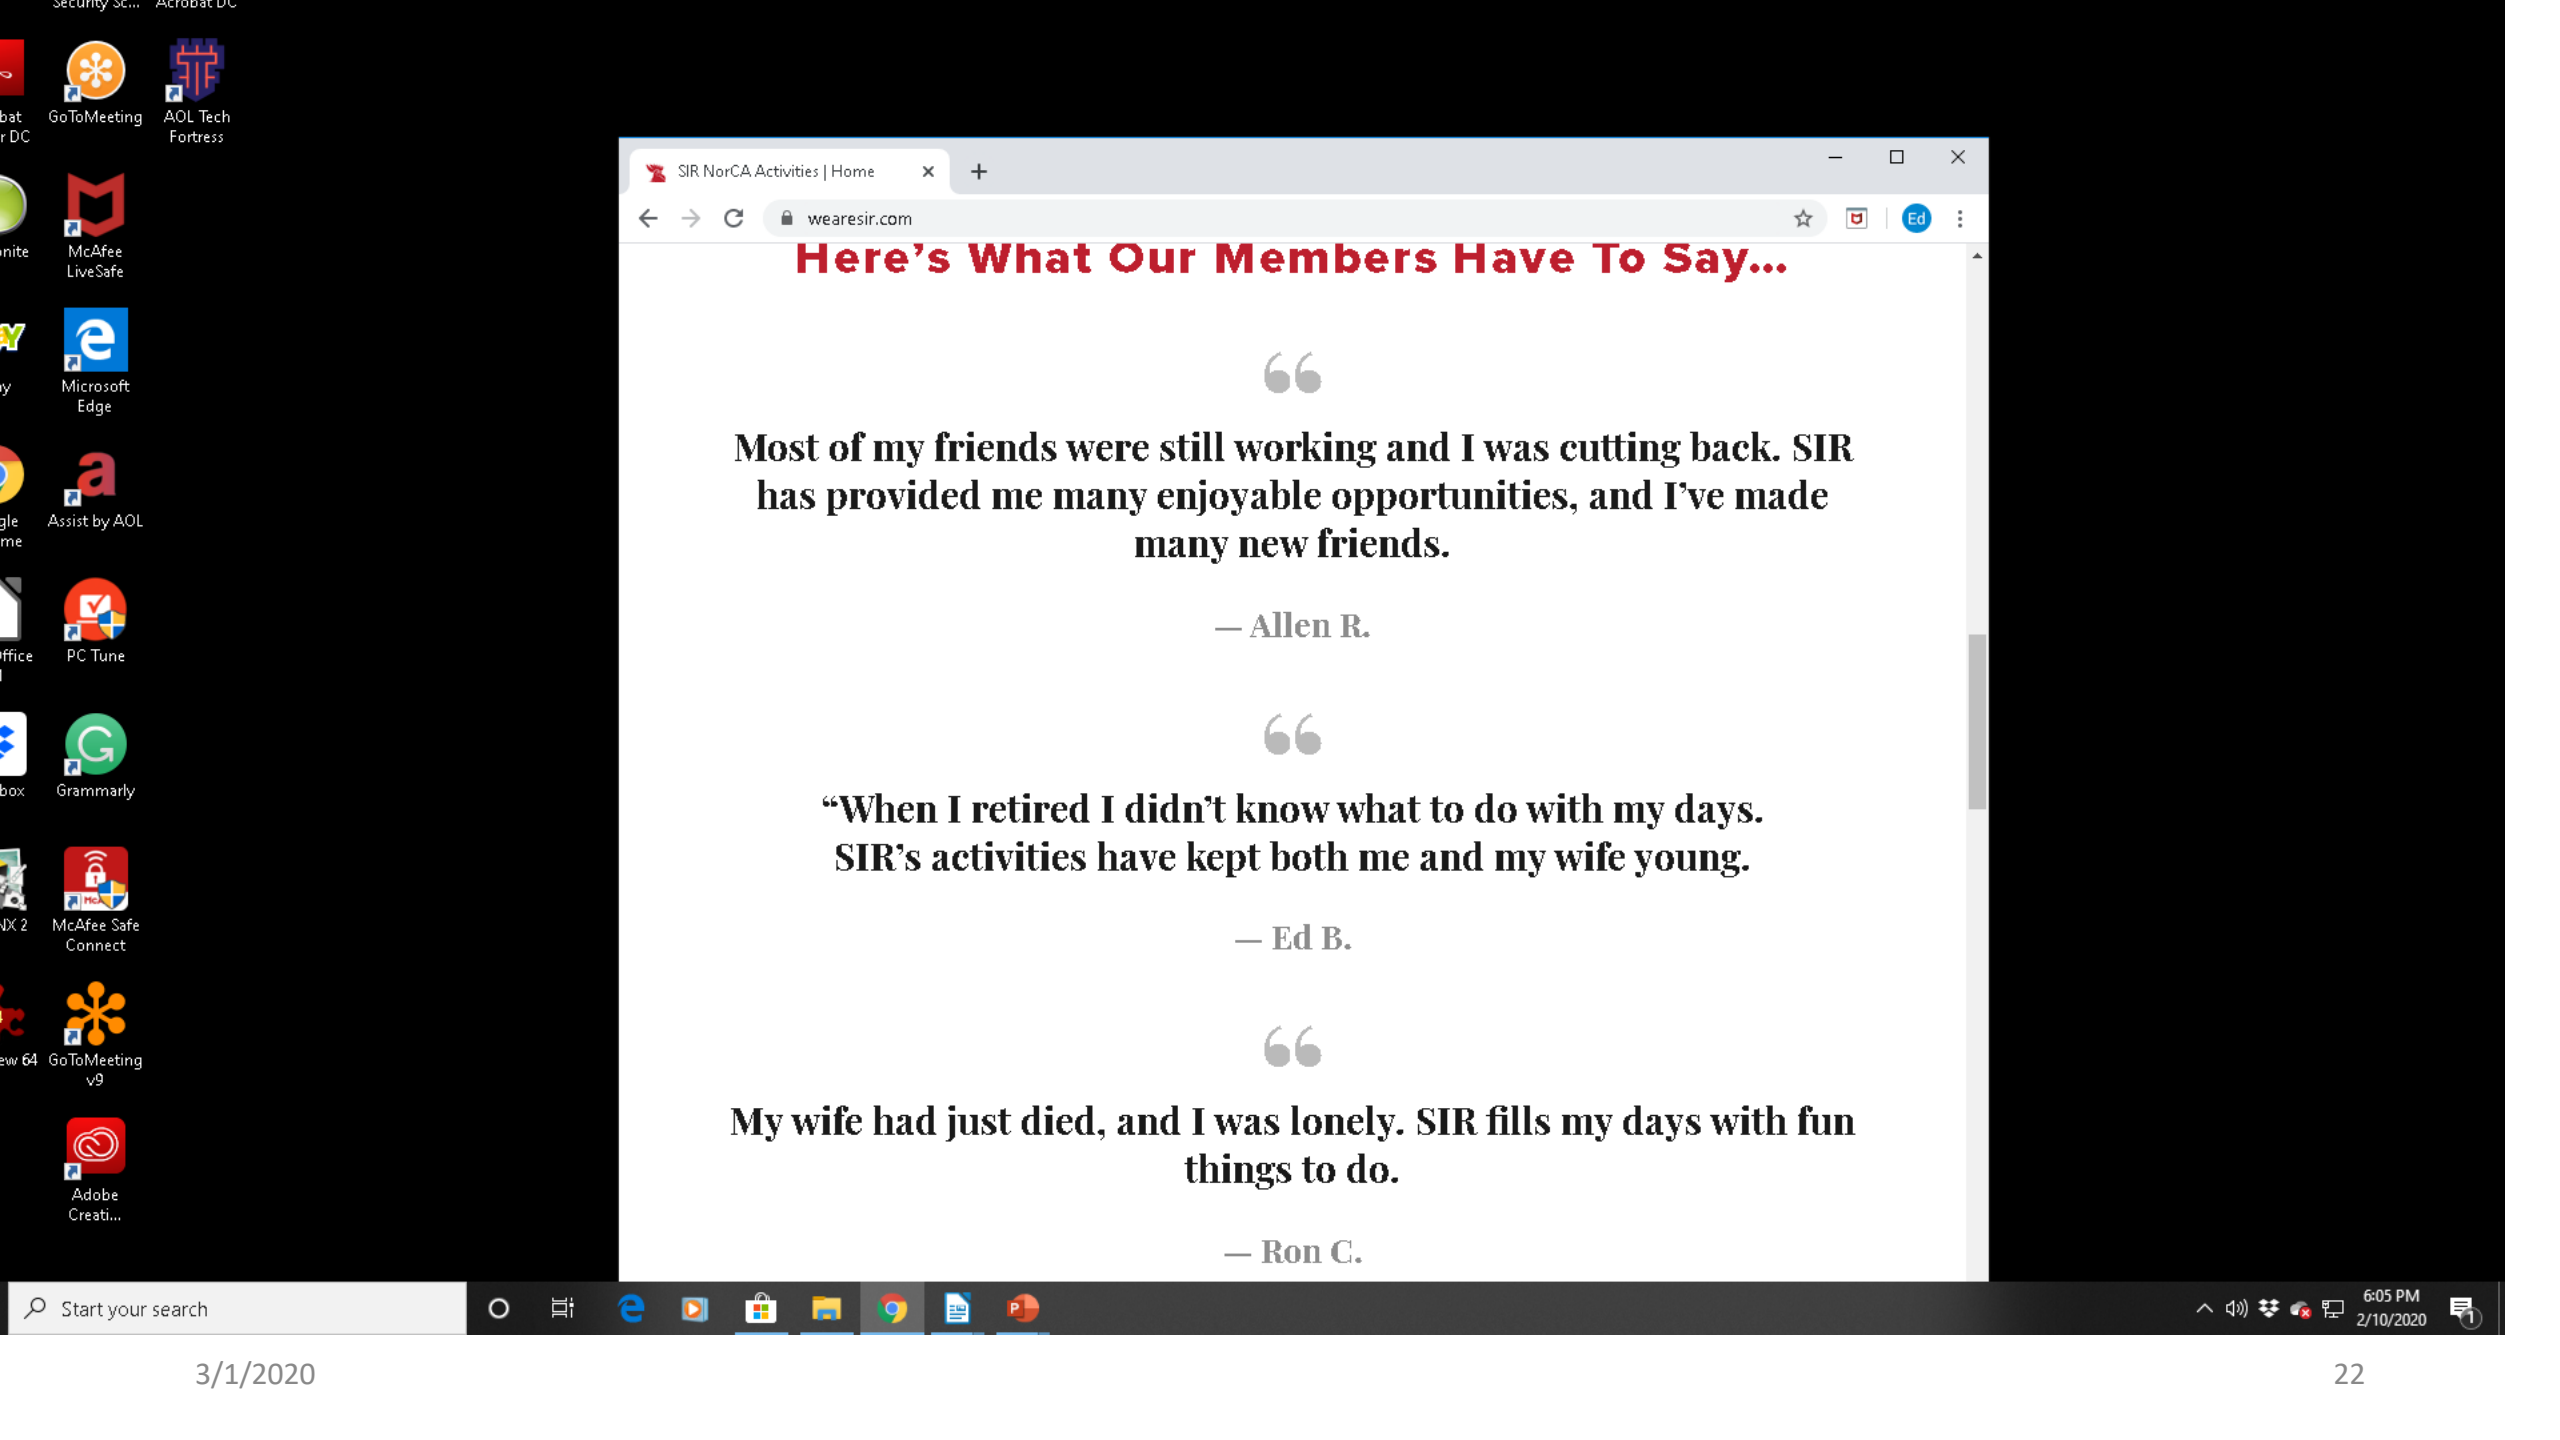 Security Sc... Acrobat DC
GoToMeeting
AOL Tech
Fortress
bat
r DC
McAfee
LiveSafe
nite
Microsoft
Edge
y
Assist by AOL
gle
me
PC Tune
ffice
Grammarly
box
McAfee Safe
Connect
NX 2
ew 64
GoToMeeting
v9
Adobe
Creati...
SIR NorCA Activities | Home
wearesir.com
Ed
Here's What Our Members Have To Say...
“
Most of my friends were still working and I was cutting back. SIR
has provided me many enjoyable opportunities, and I've made
many new friends.
— Allen R.
“
“When I retired I didn't know what to do with my days.
SIR's activities have kept both me and my wife young.
— Ed B.
“
My wife had just died, and I was lonely. SIR fills my days with fun
things to do.
— Ron C.
Start your search
6:05 PM
2/10/2020
1
3/1/2020
22